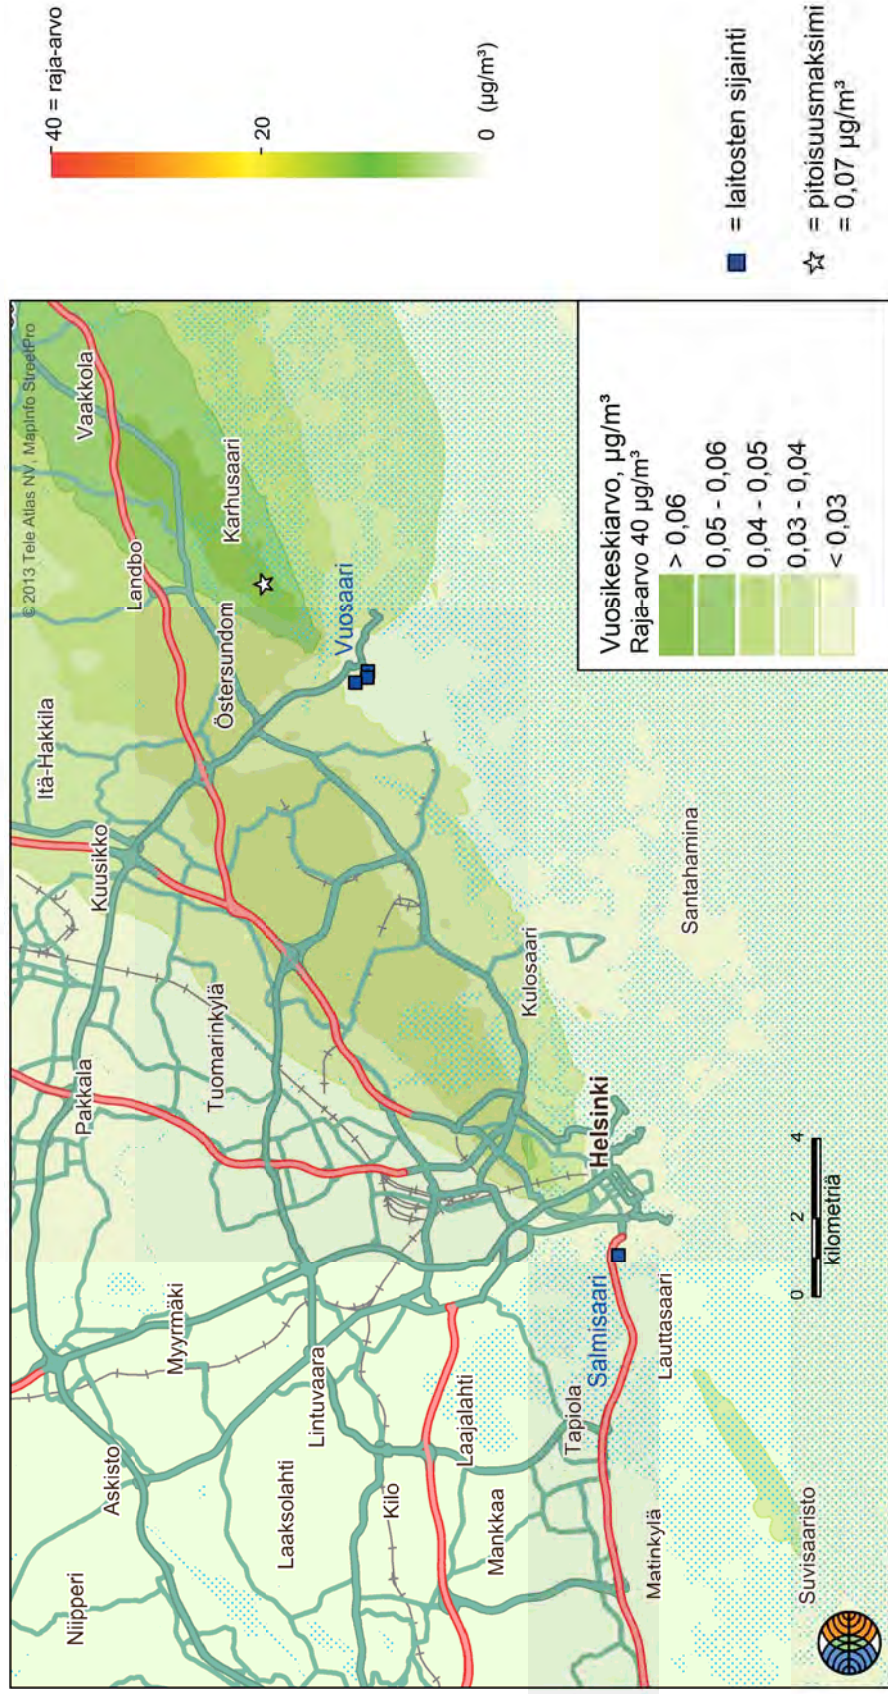 © 2013 Tele Atlas NV, MapInfo StreetPro
Niipperi
Askisto
Myyrmäki
Pakkala
Kuusikko
Itä-Hakkila
Landbo
Vaakkola
Laaksolahti
Lintuvaara
Tuomarinkylä
Östersundom
Karhusaari
Kilo
Laajalahti
Vuosaari
Mankkaa
Tapiola
Kulosaari
Salmisaari
Helsinki
Matinkylä
Lauttasaari
Santahamina
Suvisaaristo
0 2 4
kilometriä
Vuosikeskiarvo, µg/m³
Raja-arvo 40 µg/m³
> 0,06
0,05 - 0,06
0,04 - 0,05
0,03 - 0,04
< 0,03
40 = raja-arvo
20
0 (µg/m³)
= laitosten sijainti
= pitoisuusmaksimi
= 0,07 µg/m³